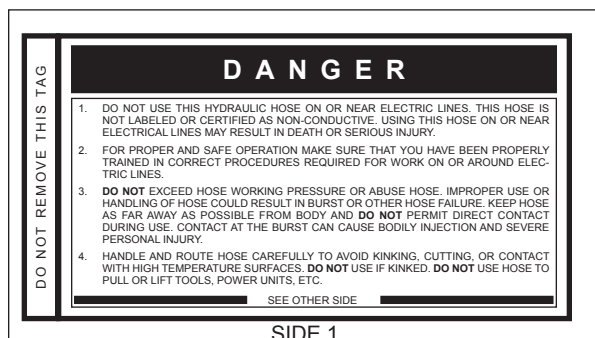 DO NOT REMOVE THIS TAG
DANGER
1. DO NOT USE THIS HYDRAULIC HOSE ON OR NEAR ELECTRIC LINES. THIS HOSE IS
NOT LABELED OR CERTIFIED AS NON-CONDUCTIVE. USING THIS HOSE ON OR NEAR
ELECTRICAL LINES MAY RESULT IN DEATH OR SERIOUS INJURY.
2. FOR PROPER AND SAFE OPERATION MAKE SURE THAT YOU HAVE BEEN PROPERLY
TRAINED IN CORRECT PROCEDURES REQUIRED FOR WORK ON OR AROUND ELEC-
TRIC LINES.
3. DO NOT EXCEED HOSE WORKING PRESSURE OR ABUSE HOSE. IMPROPER USE OR
HANDLING OF HOSE COULD RESULT IN BURST OR OTHER HOSE FAILURE. KEEP HOSE
AS FAR AWAY AS POSSIBLE FROM BODY AND DO NOT PERMIT DIRECT CONTACT
DURING USE. CONTACT AT THE BURST CAN CAUSE BODILY INJECTION AND SEVERE
PERSONAL INJURY.
4. HANDLE AND ROUTE HOSE CAREFULLY TO AVOID KINKING, CUTTING, OR CONTACT
WITH HIGH TEMPERATURE SURFACES. DO NOT USE IF KINKED. DO NOT USE HOSE TO
PULL OR LIFT TOOLS, POWER UNITS, ETC.
SEE OTHER SIDE
SIDE 1